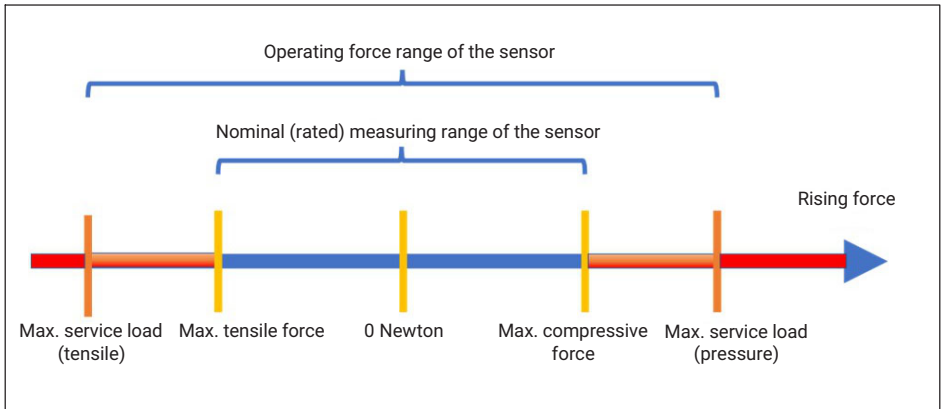 Operating force range of the sensor
Nominal (rated) measuring range of the sensor
Rising force
Max. service load
(tensile)
Max. tensile force
0 Newton
Max. compressive
force
Max. service load
(pressure)